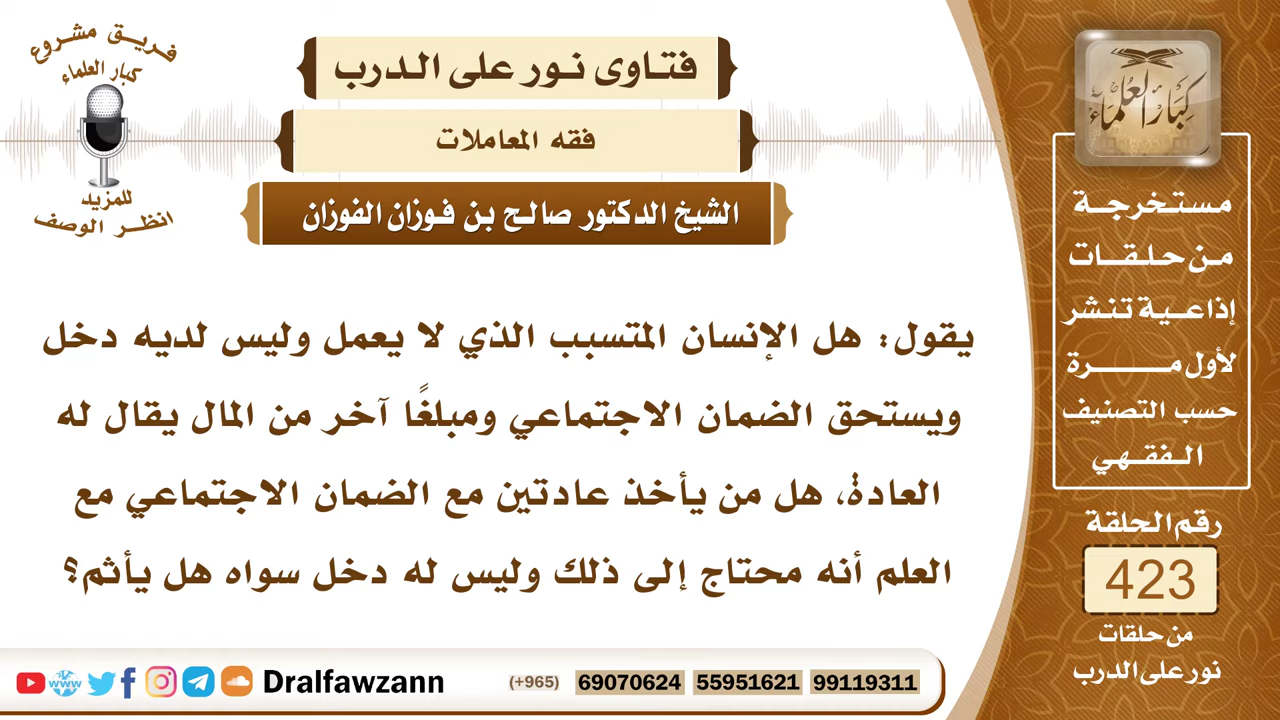 فريق مشروع
كبار العلماء
للمزيد
انظر الوصف
فتاوى نور على الدرب
فقه المعاملات
الشيخ الدكتور صالح بن فوزان الفوزان
يقول: هل الإنسان المتسبب الذي لا يعمل وليس لديه دخل
ويستحق الضمان الاجتماعي ومبلغًا آخر من المال يقال له
العادة، هل من يأخذ عادتين مع الضمان الاجتماعي مع
العلم أنه محتاج إلى ذلك وليس له دخل سواه هل يأثم؟
كبار العلماء
مستخرجة
من حلقات
إذاعية تنشر
لأول مرة
حسب التصنيف
الفقهي
رقم الحلقة
423
من حلقات
نور على الدرب
www
Dralfawzann
(+965) 69070624 55951621 99119311